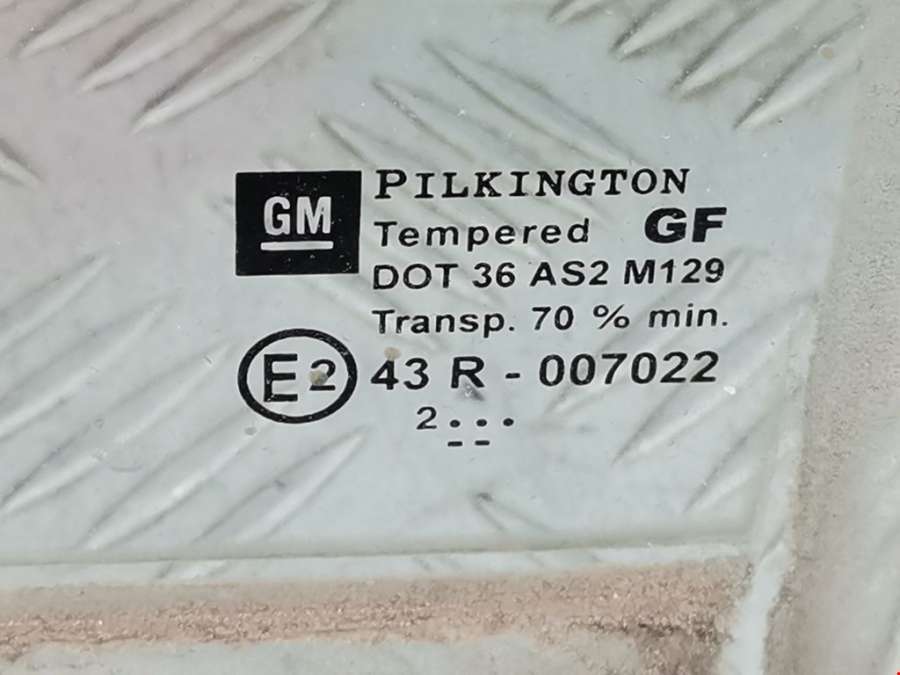 GM
PILKINGTON
Tempered GF
DOT 36 AS2 M129
Transp. 70 % min.
E2 43 R - 007022
2...
--